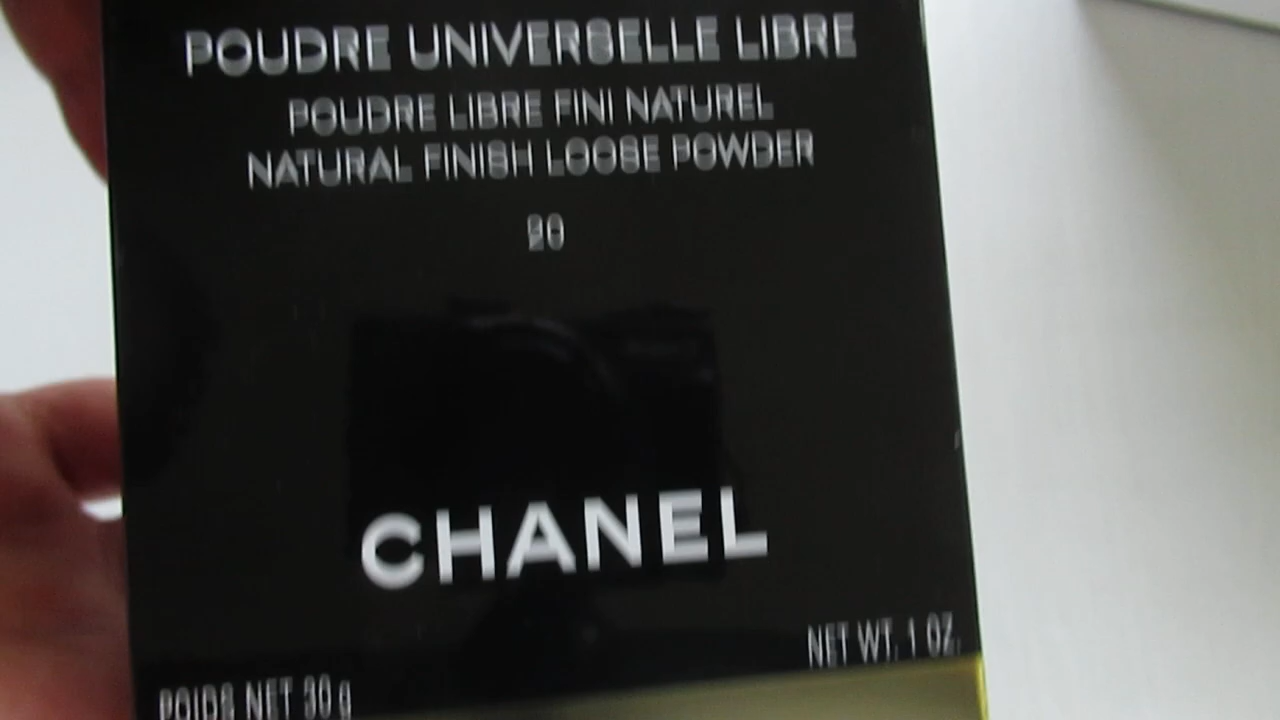 POUDRE UNIVERSELLE LIBRE
POUDRE LIBRE FINI NATUREL
NATURAL FINISH LOOSE POWDER
20
CHANEL
NET WT. 1 OZ.
POIDS NET 30 g